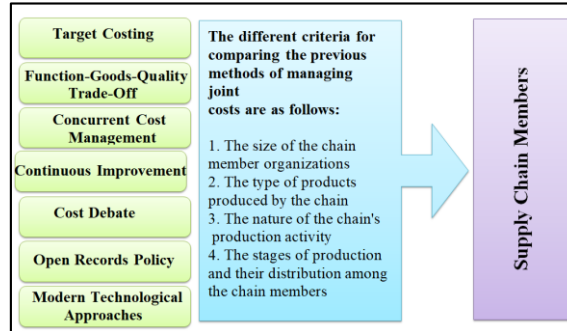 Target Costing
Function-Goods-Quality
Trade-Off
Concurrent Cost
Management
Continuous Improvement
Cost Debate
Open Records Policy
Modern Technological
Approaches
The different criteria for
comparing the previous
methods of managing
joint
costs are as follows:
1. The size of the chain
member organizations
2. The type of products
produced by the chain
3. The nature of the chain's
production activity
4. The stages of production
and their distribution among
the chain members
Supply Chain Members